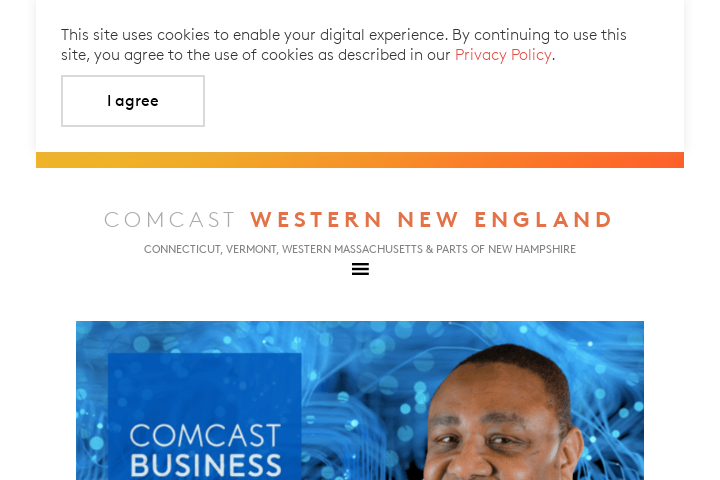 This site uses cookies to enable your digital experience. By continuing to use this
site, you agree to the use of cookies as described in our Privacy Policy.
I agree
COMCAST WESTERN NEW ENGLAND
CONNECTICUT, VERMONT, WESTERN MASSACHUSETTS & PARTS OF NEW HAMPSHIRE
COMCAST
BUSINESS